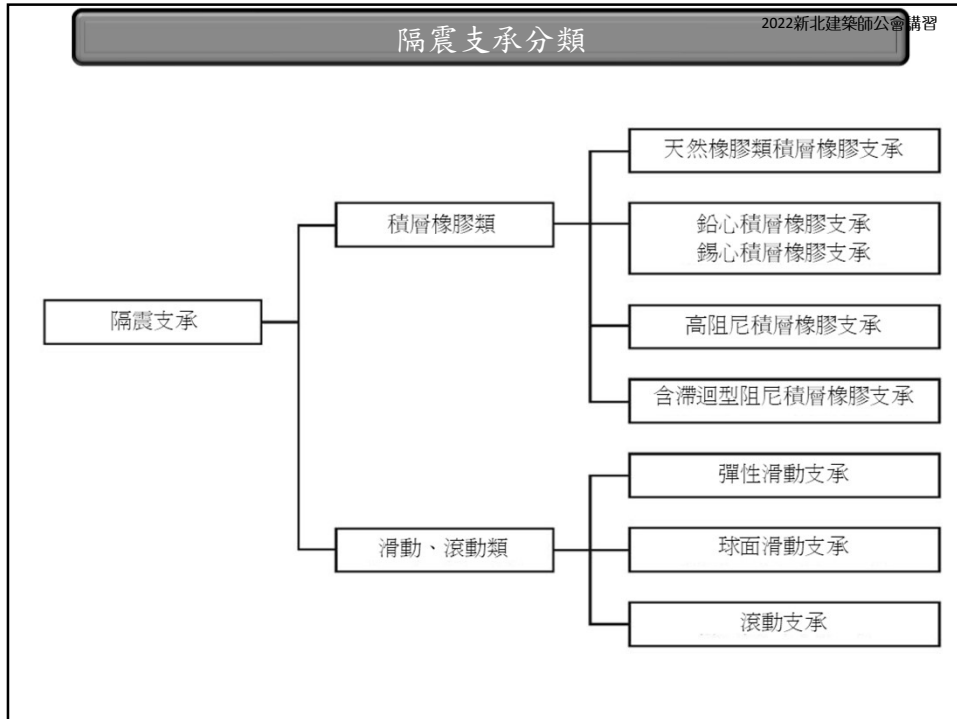 2022新北建築師公會講習
隔震支承分類
隔震支承
積層橡膠類
天然橡膠類積層橡膠支承
鉛心積層橡膠支承
錫心積層橡膠支承
高阻尼積層橡膠支承
含滯迴型阻尼積層橡膠支承
滑動、滾動類
彈性滑動支承
球面滑動支承
滾動支承